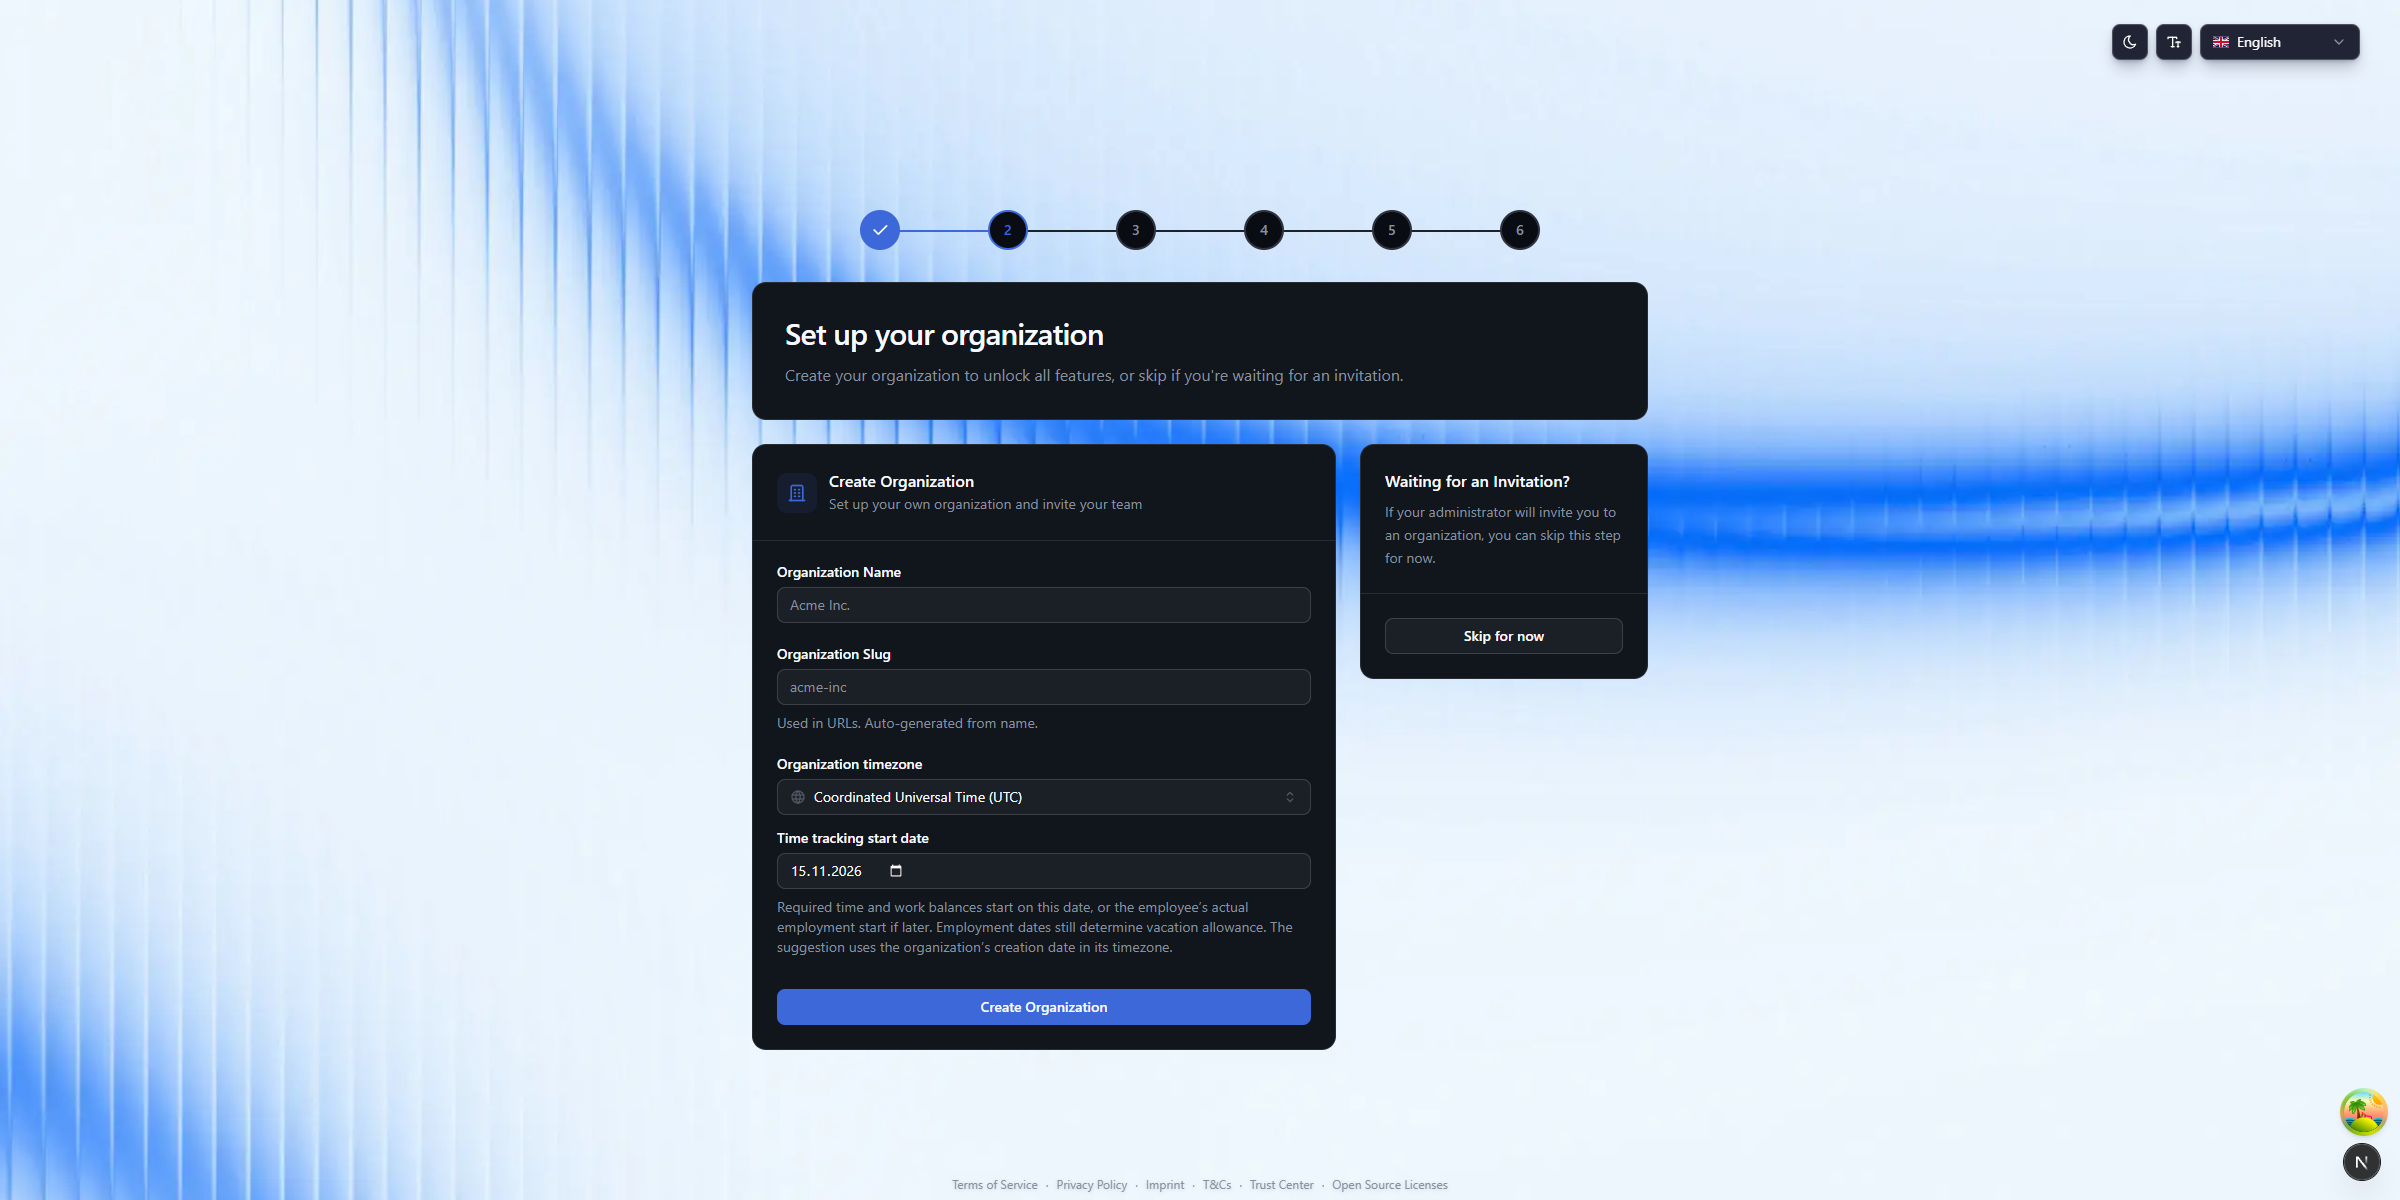 English
2
3
4
5
6
Set up your organization
Create your organization to unlock all features, or skip if you're waiting for an invitation.
Create Organization
Set up your own organization and invite your team
Organization Name
Acme Inc.
Organization Slug
acme-inc
Used in URLs. Auto-generated from name.
Organization timezone
Coordinated Universal Time (UTC)
Time tracking start date
15.11.2026
Required time and work balances start on this date, or the employee’s actual
employment start if later. Employment dates still determine vacation allowance. The
suggestion uses the organization’s creation date in its timezone.
Create Organization
Waiting for an Invitation?
If your administrator will invite you to
an organization, you can skip this step
for now.
Skip for now
Terms of Service · Privacy Policy · Imprint · T&Cs · Trust Center · Open Source Licenses
N